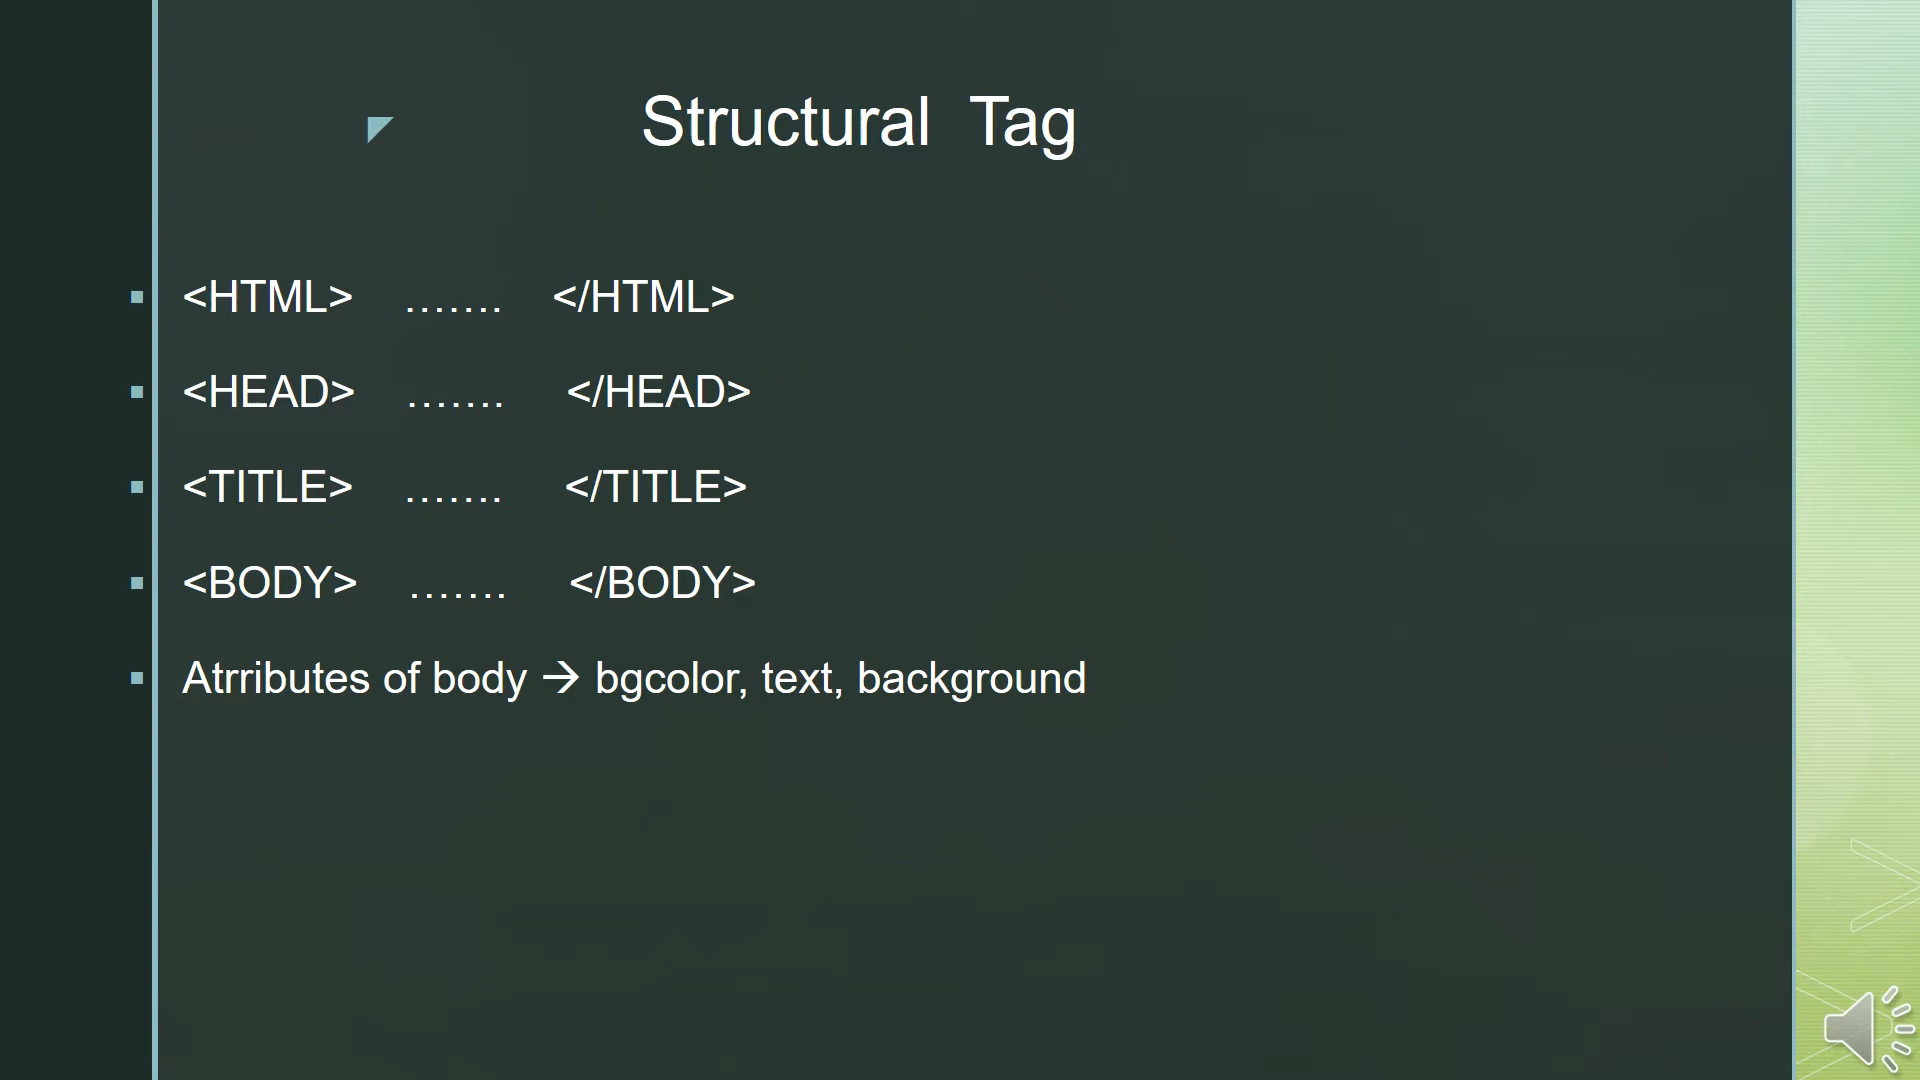 Structural Tag
<HTML> ....... </HTML>
<HEAD> ....... </HEAD>
<TITLE> ....... </TITLE>
<BODY> ....... </BODY>
Atrributes of body → bgcolor, text, background